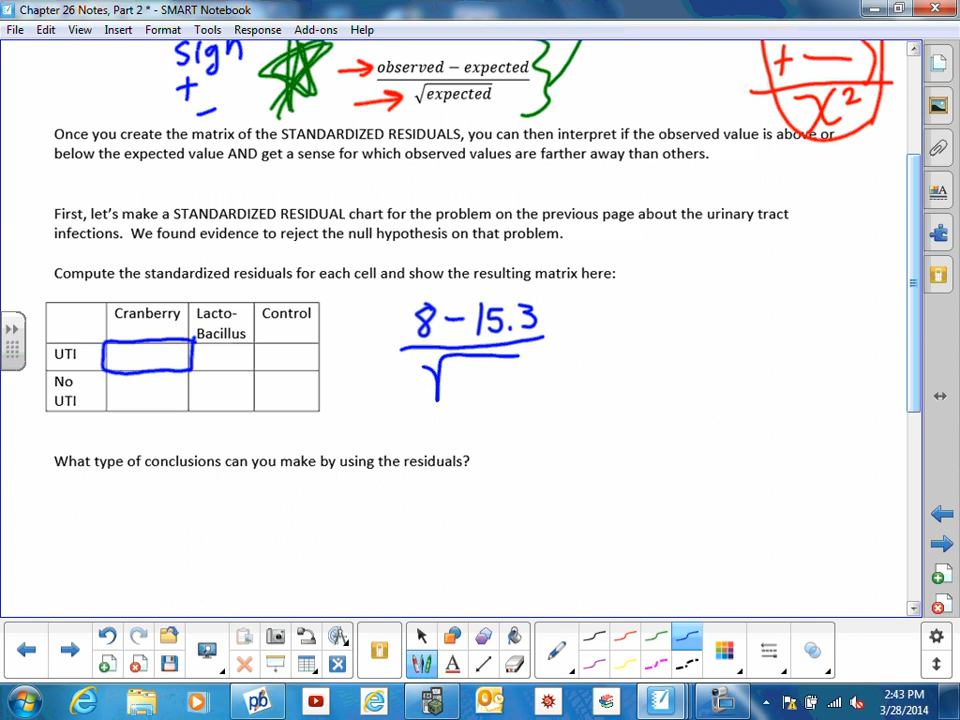 Chapter 26 Notes, Part 2 * - SMART Notebook
File Edit View Insert Format Tools Response Add-ons Help
sign
+
−
observed − expected
√expected
+ −
x²
Once you create the matrix of the STANDARDIZED RESIDUALS, you can then interpret if the observed value is above or
below the expected value AND get a sense for which observed values are farther away than others.
First, let's make a STANDARDIZED RESIDUAL chart for the problem on the previous page about the urinary tract
infections. We found evidence to reject the null hypothesis on that problem.
Compute the standardized residuals for each cell and show the resulting matrix here:
Cranberry Lacto- Control
Bacillus
UTI
No
UTI
8 − 15.3
√
What type of conclusions can you make by using the residuals?
A
pb
2:43 PM
3/28/2014